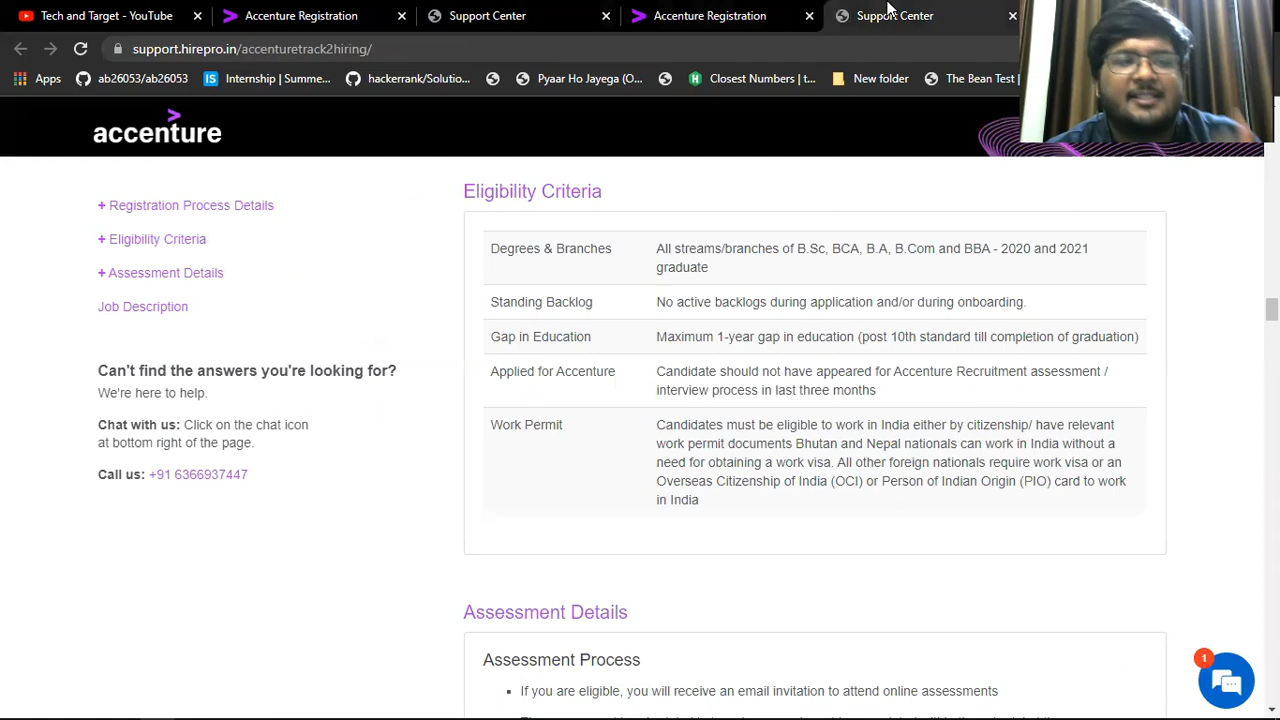 Tech and Target - YouTube
Accenture Registration
Support Center
Accenture Registration
Support Center
support.hirepro.in/accenturetrack2hiring/
Apps
ab26053/ab26053
IS Internship | Summe...
hackerrank/Solutio...
Pyaar Ho Jayega (O...
Closest Numbers | t...
New folder
The Bean Test |
accenture
+ Registration Process Details
+ Eligibility Criteria
+ Assessment Details
Job Description
Can't find the answers you're looking for?
We're here to help.
Chat with us: Click on the chat icon
at bottom right of the page.
Call us: +91 6366937447
Eligibility Criteria
Degrees & Branches
All streams/branches of B.Sc, BCA, B.A, B.Com and BBA - 2020 and 2021
graduate
Standing Backlog
No active backlogs during application and/or during onboarding.
Gap in Education
Maximum 1-year gap in education (post 10th standard till completion of graduation)
Applied for Accenture
Candidate should not have appeared for Accenture Recruitment assessment /
interview process in last three months
Work Permit
Candidates must be eligible to work in India either by citizenship/ have relevant
work permit documents Bhutan and Nepal nationals can work in India without a
need for obtaining a work visa. All other foreign nationals require work visa or an
Overseas Citizenship of India (OCI) or Person of Indian Origin (PIO) card to work
in India
Assessment Details
Assessment Process
▪ If you are eligible, you will receive an email invitation to attend online assessments
1